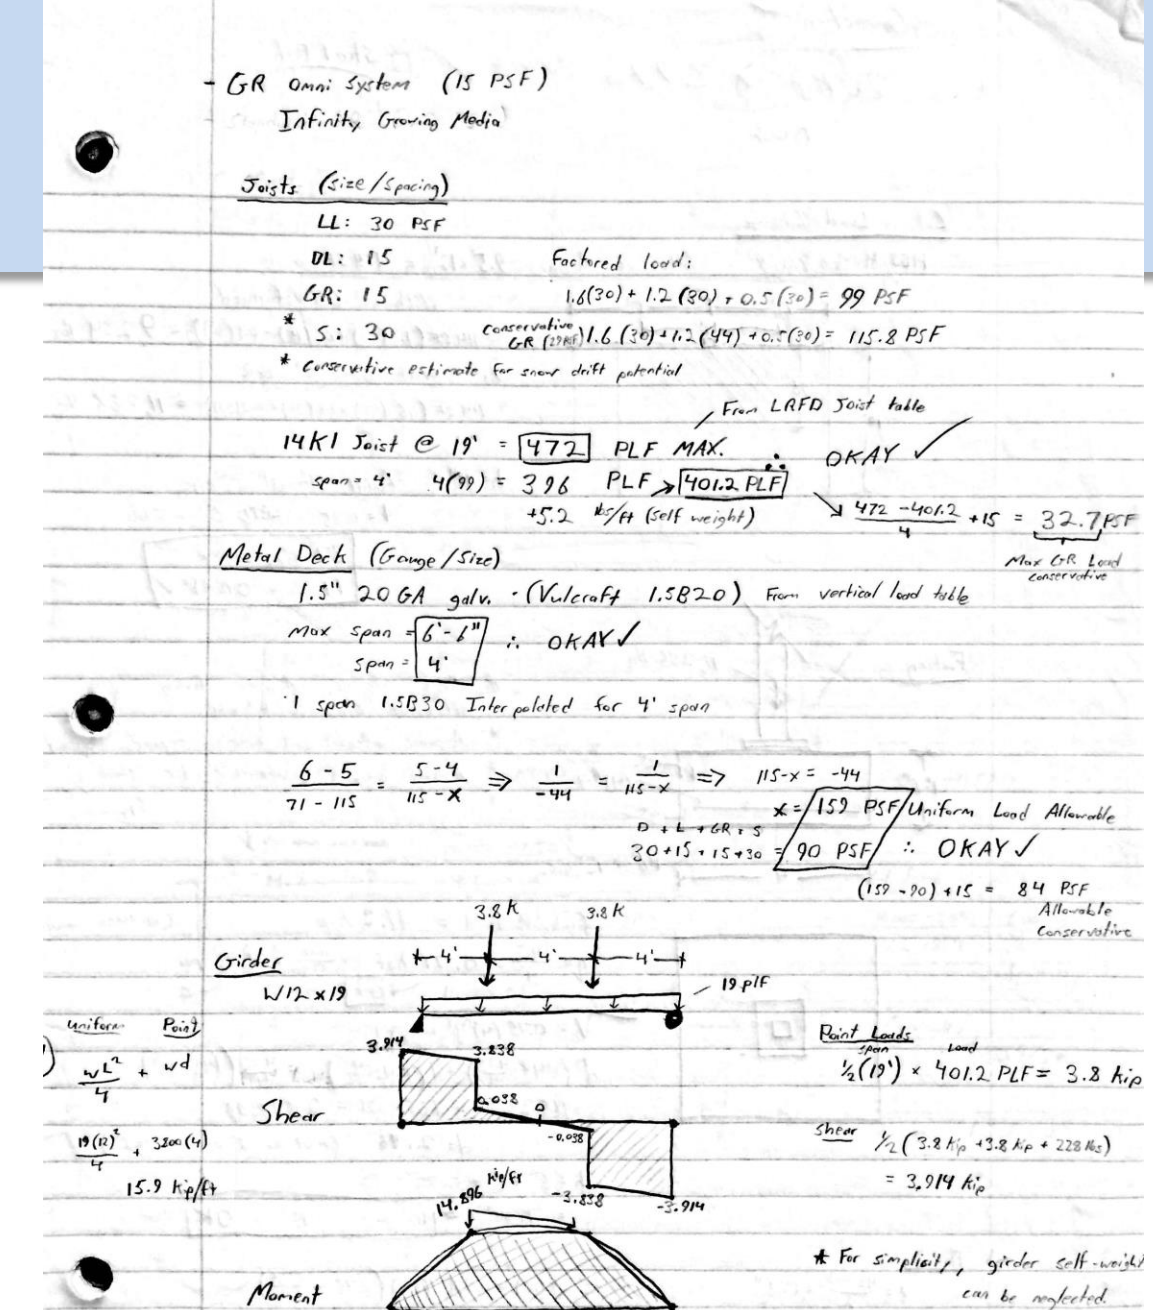 - GR Omni System (15 PSF)
Infinity Growing Media
Joists (Size/Spacing)
LL: 30 PSF
DL: 15
GR: 15
* S: 30
Factored load:
1.6(30) + 1.2(30) + 0.5(30) = 99 PSF
Conservative GR (29PSF) 1.6(30) + 1.2(44) + 0.5(30) = 115.8 PSF
* Conservative estimate for snow drift potential
From LRFD Joist table
14K1 Joist @ 19' = 472 PLF MAX. ∴ OKAY ✓
span = 4' 4(99) = 396 PLF → 401.2 PLF
+5.2 lbs/ft (self weight)
(472 - 401.2)/4 + 15 = 32.7 PSF
Max GR Load
conservative
Metal Deck (Gauge/Size)
1.5" 20 GA galv. - (Vulcraft 1.5B20) From vertical load table
Max span = 6'-6" ∴ OKAY ✓
span = 4'
1 span 1.5B30 Interpolated for 4' span
(6 - 5)/(71 - 115) = (5 - 4)/(115 - x) ⇒ 1/-44 = 1/(115 - x) ⇒ 115 - x = -44
x = 159 PSF Uniform Load Allowable
D + L + GR + S
30 + 15 + 15 + 30 = 90 PSF ∴ OKAY ✓
(159 - 90) + 15 = 84 PSF
Allowable
Conservative
3.8 K 3.8 K
Girder
4' 4' 4'
W12 x 19
19 plf
Uniform Point
wL²/4 + wd
19(12)²/4 + 3800(4)
15.9 kip/ft
Point Loads
span Load
1/2(19') × 401.2 PLF = 3.8 kip
3.914 3.838
0.038
0
Shear
-0.038
-3.838 -3.914
Shear 1/2(3.8 kip + 3.8 kip + 228 lbs)
= 3.914 kip
14.896 kip/ft
Moment
* For simplicity, girder self-weight
can be neglected